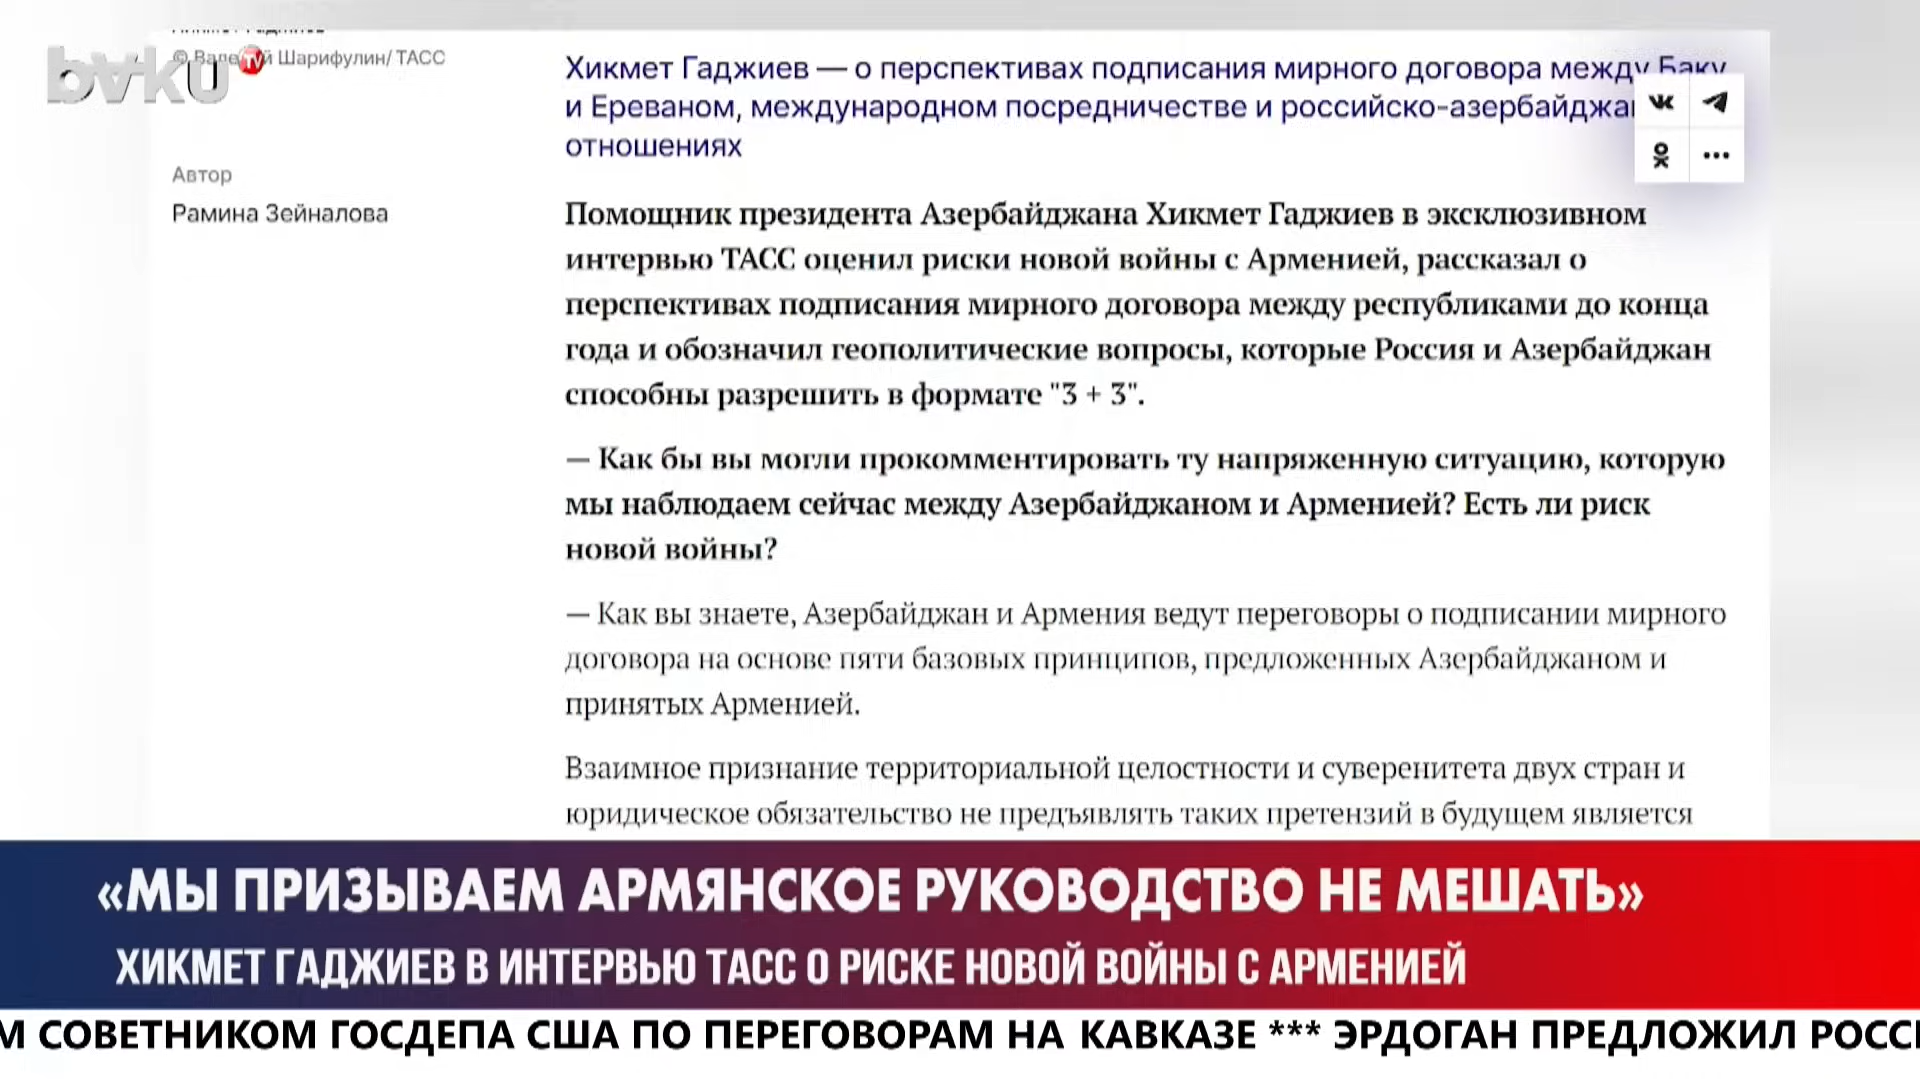 © Валерий Шарифулин/ ТАСС
bakuTV
Автор
Рамина Зейналова
Хикмет Гаджиев — о перспективах подписания мирного договора между Баку
и Ереваном, международном посредничестве и российско-азербайджа
отношениях
Помощник президента Азербайджана Хикмет Гаджиев в эксклюзивном
интервью ТАСС оценил риски новой войны с Арменией, рассказал о
перспективах подписания мирного договора между республиками до конца
года и обозначил геополитические вопросы, которые Россия и Азербайджан
способны разрешить в формате "3 + 3".
— Как бы вы могли прокомментировать ту напряженную ситуацию, которую
мы наблюдаем сейчас между Азербайджаном и Арменией? Есть ли риск
новой войны?
— Как вы знаете, Азербайджан и Армения ведут переговоры о подписании мирного
договора на основе пяти базовых принципов, предложенных Азербайджаном и
принятых Арменией.
Взаимное признание территориальной целостности и суверенитета двух стран и
юридическое обязательство не предъявлять таких претензий в будущем является
«МЫ ПРИЗЫВАЕМ АРМЯНСКОЕ РУКОВОДСТВО НЕ МЕШАТЬ»
ХИКМЕТ ГАДЖИЕВ В ИНТЕРВЬЮ ТАСС О РИСКЕ НОВОЙ ВОЙНЫ С АРМЕНИЕЙ
М СОВЕТНИКОМ ГОСДЕПА США ПО ПЕРЕГОВОРАМ НА КАВКАЗЕ *** ЭРДОГАН ПРЕДЛОЖИЛ РОСС